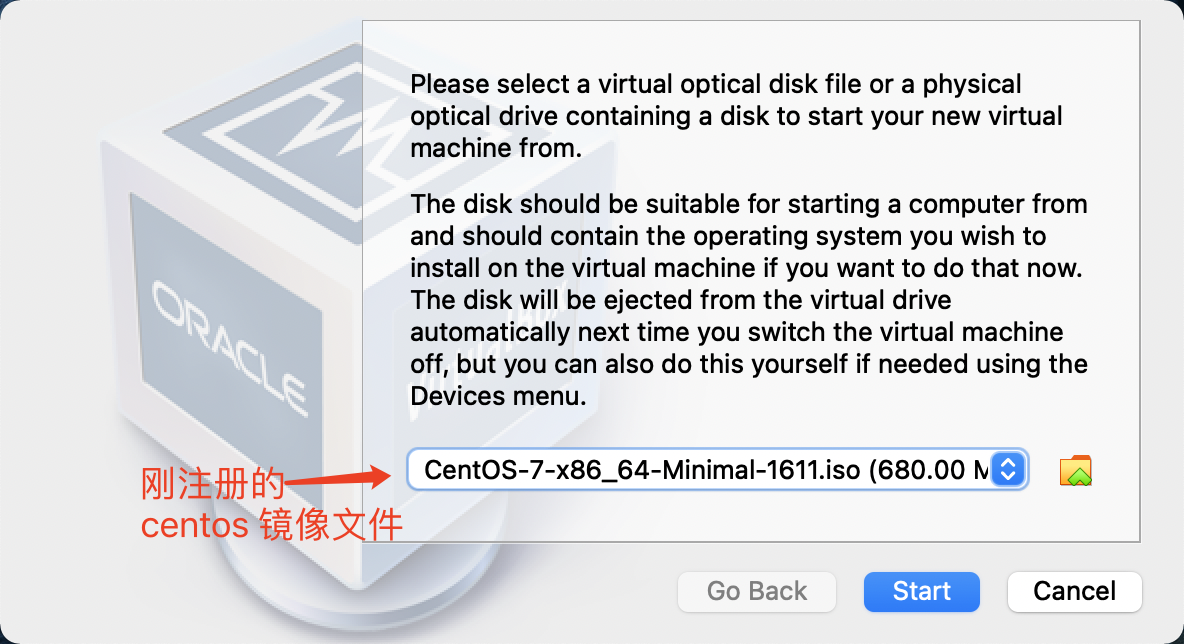 Please select a virtual optical disk file or a physical
optical drive containing a disk to start your new virtual
machine from.
The disk should be suitable for starting a computer from
and should contain the operating system you wish to
install on the virtual machine if you want to do that now.
The disk will be ejected from the virtual drive
automatically next time you switch the virtual machine
off, but you can also do this yourself if needed using the
Devices menu.
ORACLE
VirtualBox
CentOS-7-x86_64-Minimal-1611.iso (680.00 M
刚注册的
centos 镜像文件
Go Back
Start
Cancel